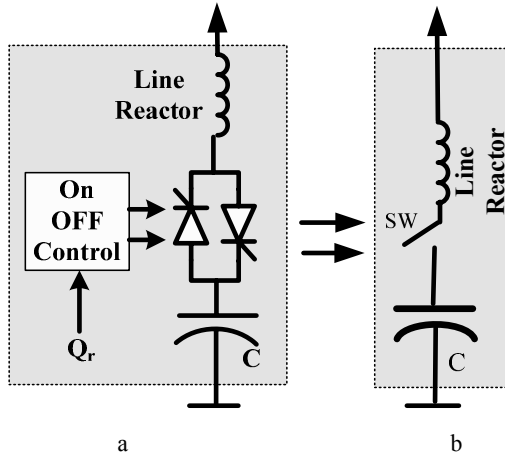 Line
Reactor
On
OFF
Control
Qr
C
a
SW
Line
Reactor
C
b